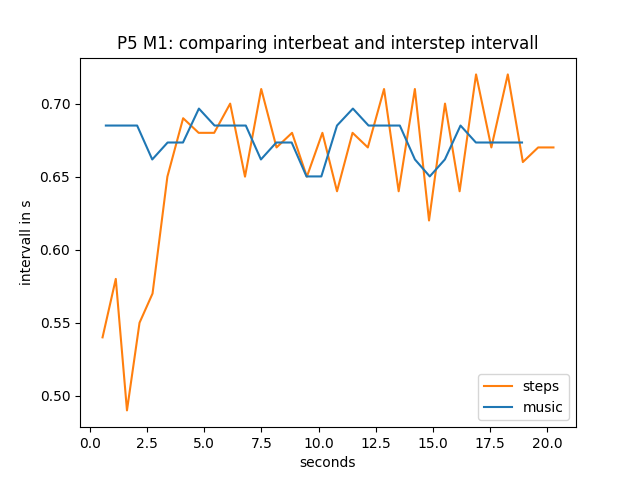 P5 M1: comparing interbeat and interstep intervall
0.70
0.65
0.60
0.55
0.50
intervall in s
steps
music
0.0 2.5 5.0 7.5 10.0 12.5 15.0 17.5 20.0
seconds